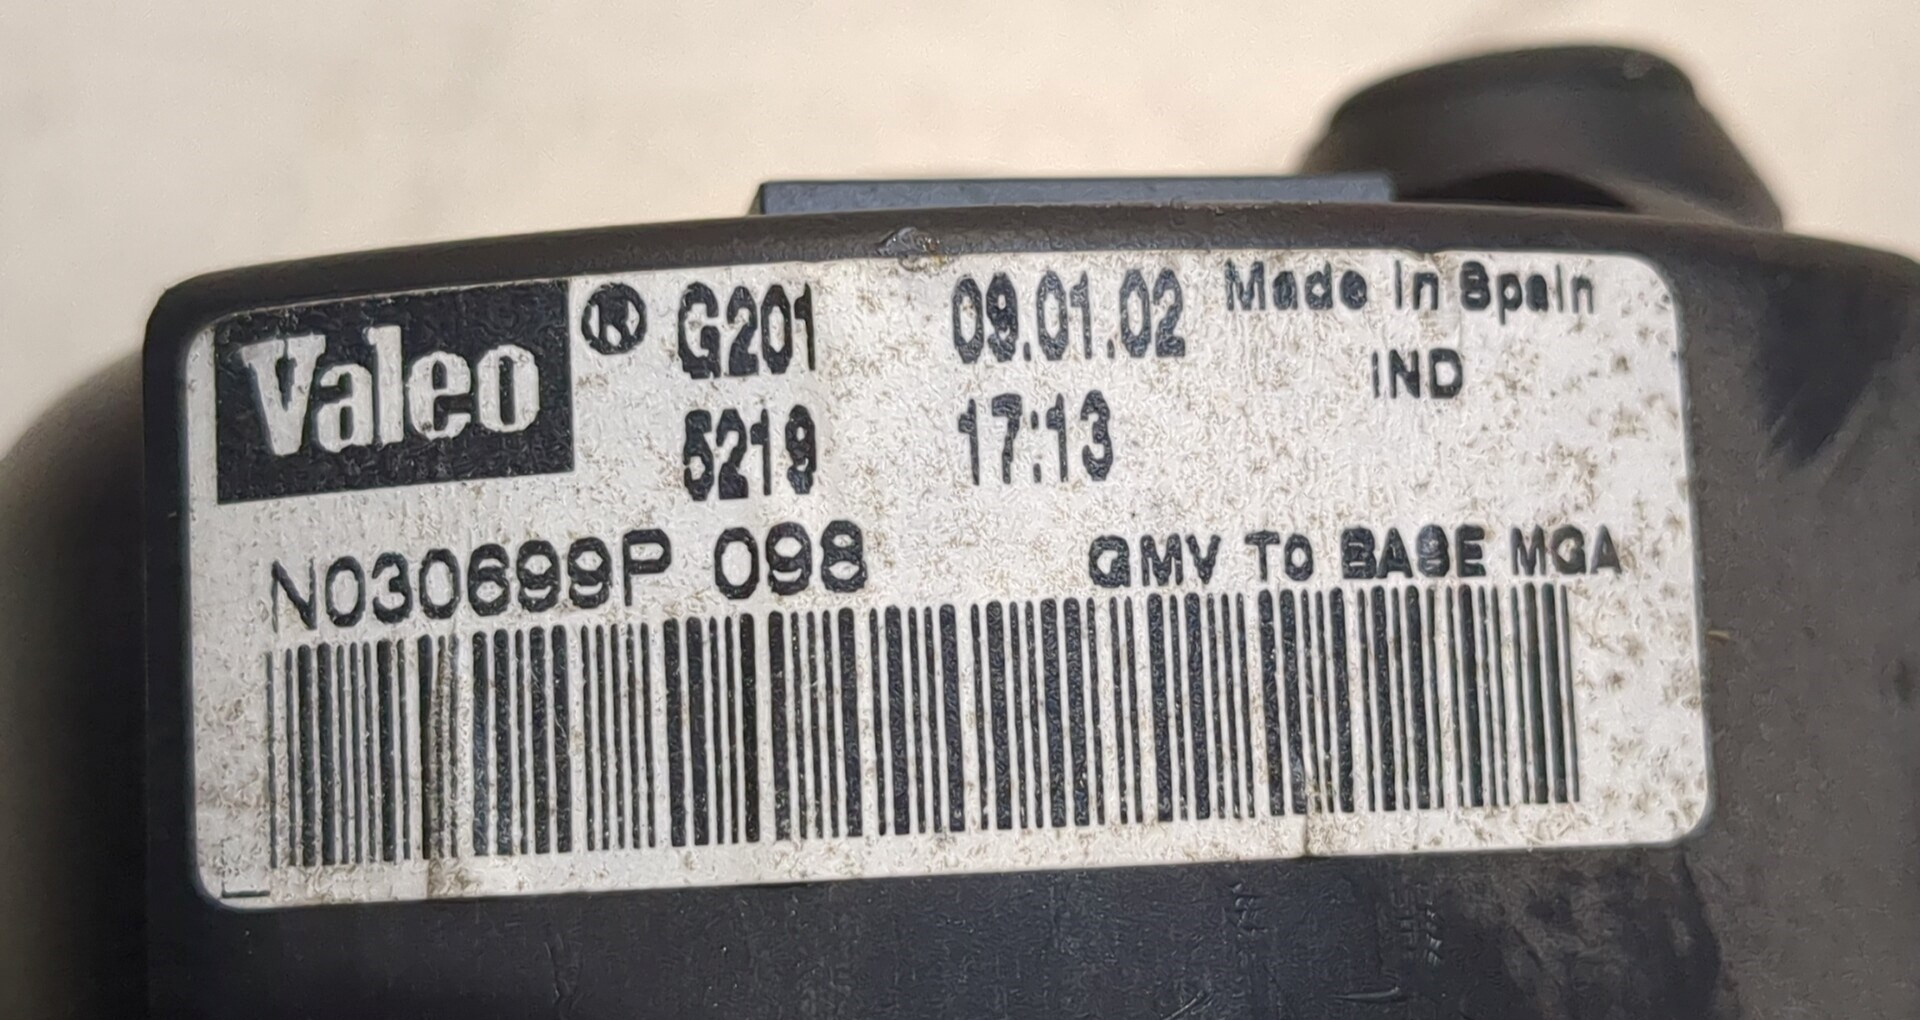 Valeo ® G201 09.01.02 Made in Spain
5219 17:13 IND
N030699P 098 GMV TO BASE MGA